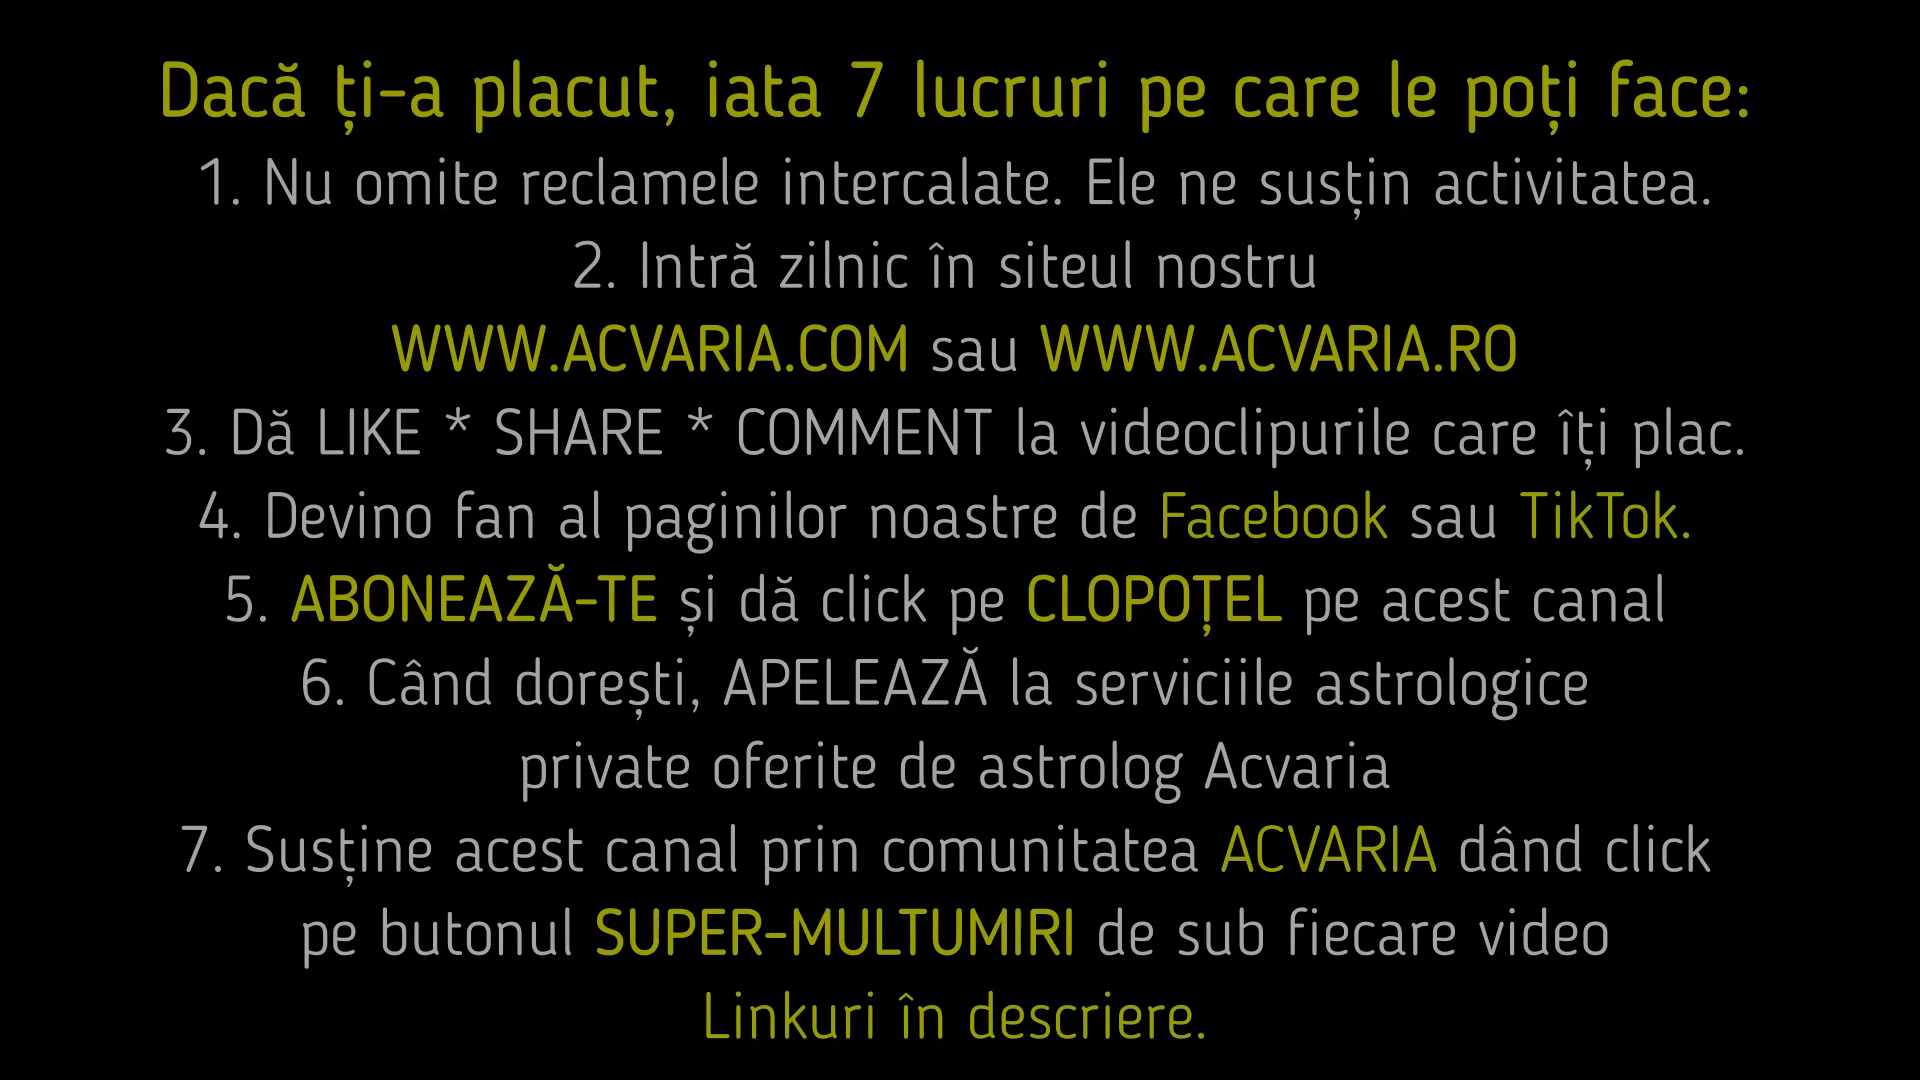 Dacă ți-a placut, iata 7 lucruri pe care le poți face:
1. Nu omite reclamele intercalate. Ele ne susțin activitatea.
2. Intră zilnic în siteul nostru
WWW.ACVARIA.COM sau WWW.ACVARIA.RO
3. Dă LIKE * SHARE * COMMENT la videoclipurile care îți plac.
4. Devino fan al paginilor noastre de Facebook sau TikTok.
5. ABONEAZĂ-TE și dă click pe CLOPOȚEL pe acest canal
6. Când dorești, APELEAZĂ la serviciile astrologice
private oferite de astrolog Acvaria
7. Susține acest canal prin comunitatea ACVARIA dând click
pe butonul SUPER-MULTUMIRI de sub fiecare video
Linkuri în descriere.